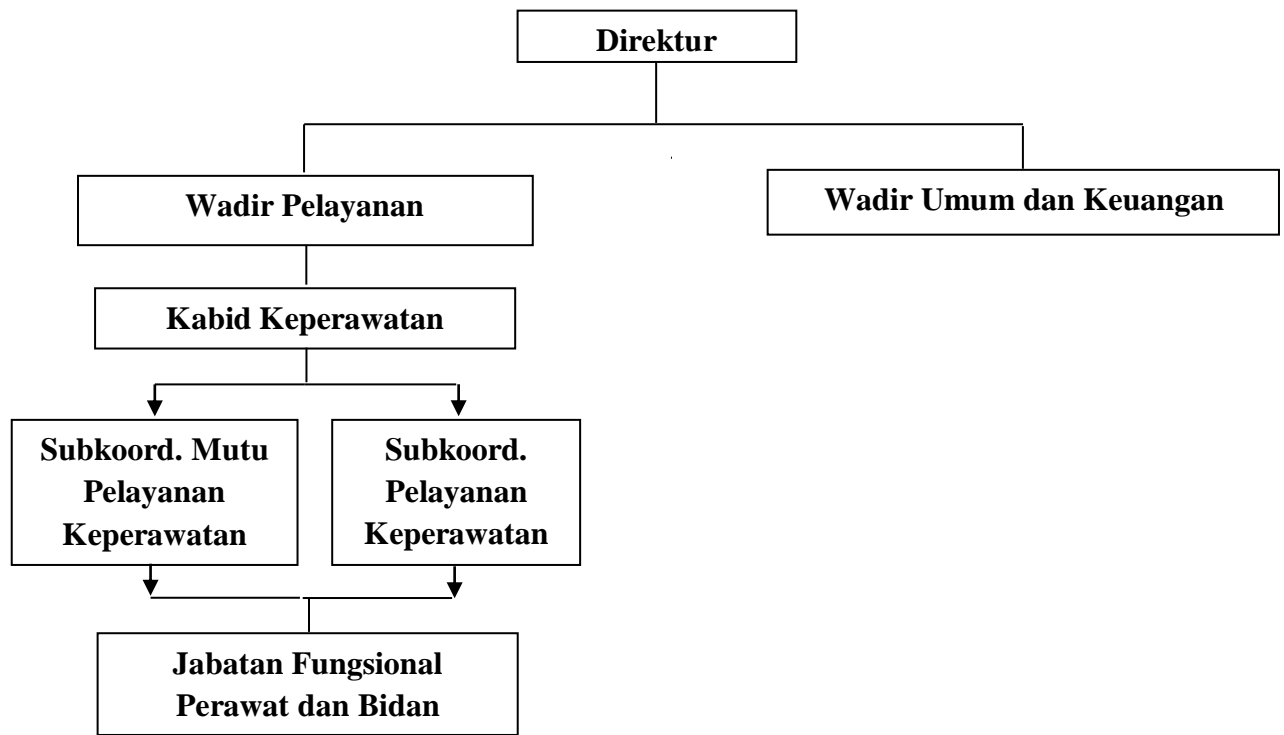 Direktur
Wadir Pelayanan
Wadir Umum dan Keuangan
Kabid Keperawatan
Subkoord. Mutu
Pelayanan
Keperawatan
Subkoord.
Pelayanan
Keperawatan
Jabatan Fungsional
Perawat dan Bidan